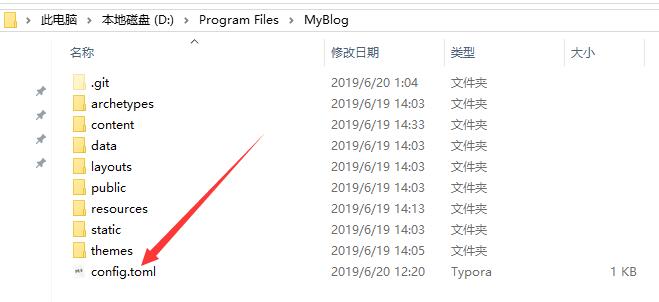 此电脑 > 本地磁盘 (D:) > Program Files > MyBlog
名称 修改日期 类型 大小
.git 2019/6/20 1:04 文件夹
archetypes 2019/6/19 14:03 文件夹
content 2019/6/19 14:33 文件夹
data 2019/6/19 14:03 文件夹
layouts 2019/6/19 14:03 文件夹
public 2019/6/19 14:03 文件夹
resources 2019/6/19 14:13 文件夹
static 2019/6/19 14:03 文件夹
themes 2019/6/19 14:05 文件夹
config.toml 2019/6/20 12:20 Typora 1 KB